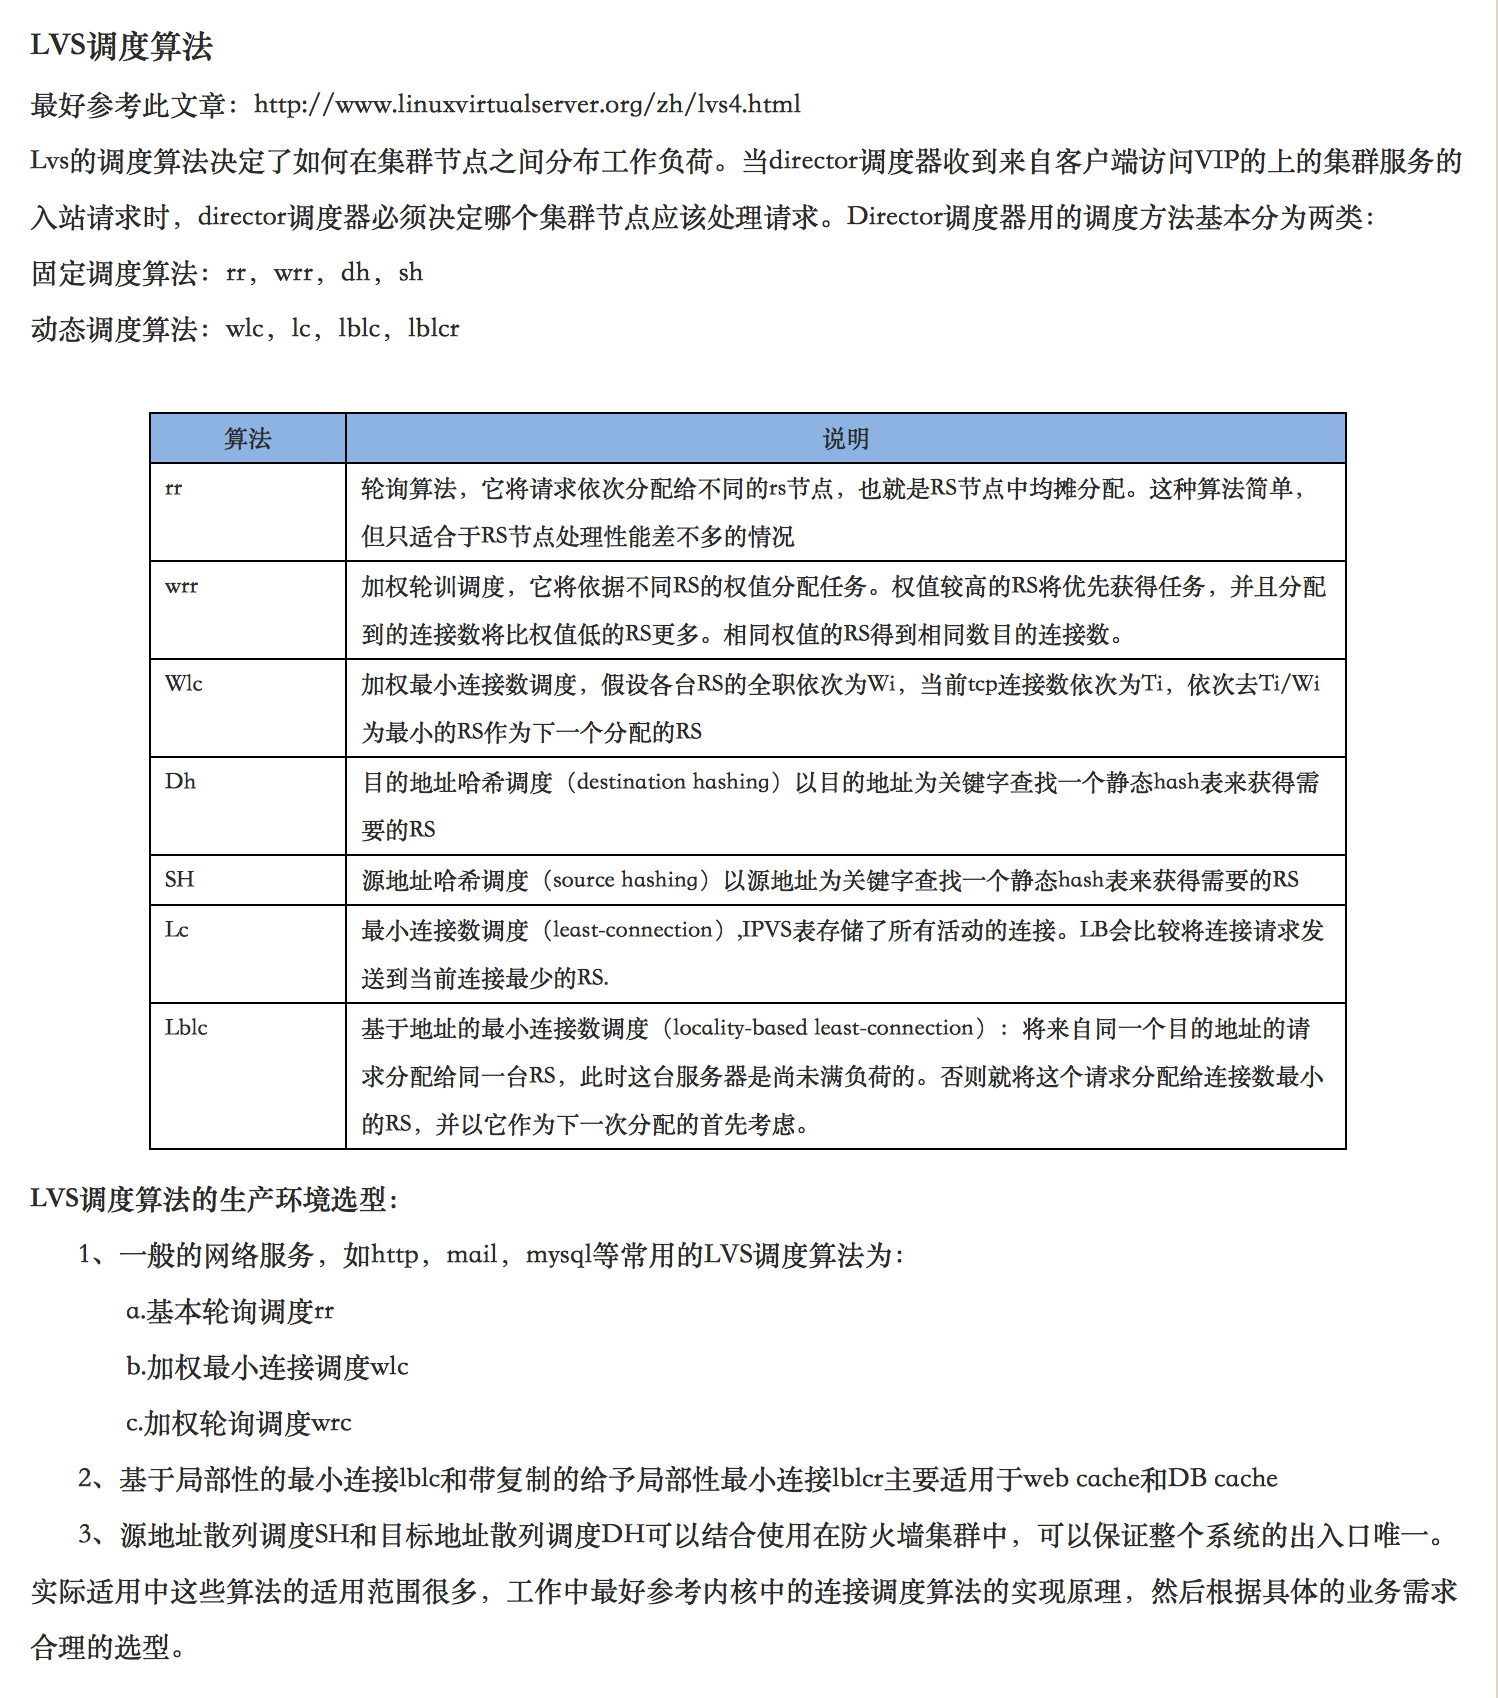 LVS调度算法
最好参考此文章：http://www.linuxvirtualserver.org/zh/lvs4.html
Lvs的调度算法决定了如何在集群节点之间分布工作负荷。当director调度器收到来自客户端访问VIP的上的集群服务的
入站请求时，director调度器必须决定哪个集群节点应该处理请求。Director调度器用的调度方法基本分为两类：
固定调度算法：rr，wrr，dh，sh
动态调度算法：wlc，lc，lblc，lblcr
算法 说明
rr 轮询算法，它将请求依次分配给不同的rs节点，也就是RS节点中均摊分配。这种算法简单，
但只适合于RS节点处理性能差不多的情况
wrr 加权轮训调度，它将依据不同RS的权值分配任务。权值较高的RS将优先获得任务，并且分配
到的连接数将比权值低的RS更多。相同权值的RS得到相同数目的连接数。
Wlc 加权最小连接数调度，假设各台RS的全职依次为Wi，当前tcp连接数依次为Ti，依次去Ti/Wi
为最小的RS作为下一个分配的RS
Dh 目的地址哈希调度（destination hashing）以目的地址为关键字查找一个静态hash表来获得需
要的RS
SH 源地址哈希调度（source hashing）以源地址为关键字查找一个静态hash表来获得需要的RS
Lc 最小连接数调度（least-connection）,IPVS表存储了所有活动的连接。LB会比较将连接请求发
送到当前连接最少的RS.
Lblc 基于地址的最小连接数调度（locality-based least-connection）：将来自同一个目的地址的请
求分配给同一台RS，此时这台服务器是尚未满负荷的。否则就将这个请求分配给连接数最小
的RS，并以它作为下一次分配的首先考虑。
LVS调度算法的生产环境选型：
1、一般的网络服务，如http，mail，mysql等常用的LVS调度算法为：
a.基本轮询调度rr
b.加权最小连接调度wlc
c.加权轮询调度wrc
2、基于局部性的最小连接lblc和带复制的给予局部性最小连接lblcr主要适用于web cache和DB cache
3、源地址散列调度SH和目标地址散列调度DH可以结合使用在防火墙集群中，可以保证整个系统的出入口唯一。
实际适用中这些算法的适用范围很多，工作中最好参考内核中的连接调度算法的实现原理，然后根据具体的业务需求
合理的选型。